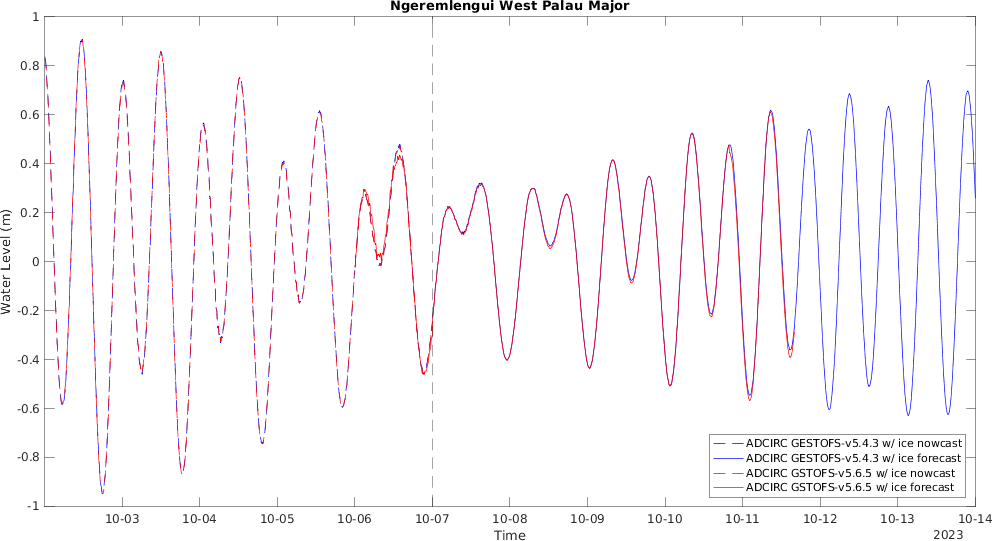 Ngeremlengui West Palau Major
1
0.8
0.6
0.4
0.2
0
-0.2
-0.4
-0.6
-0.8
-1
Water Level (m)
ADCIRC GESTOFS-v5.4.3 w/ ice nowcast
ADCIRC GESTOFS-v5.4.3 w/ ice forecast
ADCIRC GSTOFS-v5.6.5 w/ ice nowcast
ADCIRC GSTOFS-v5.6.5 w/ ice forecast
10-03 10-04 10-05 10-06 10-07 10-08 10-09 10-10 10-11 10-12 10-13 10-14
Time
2023